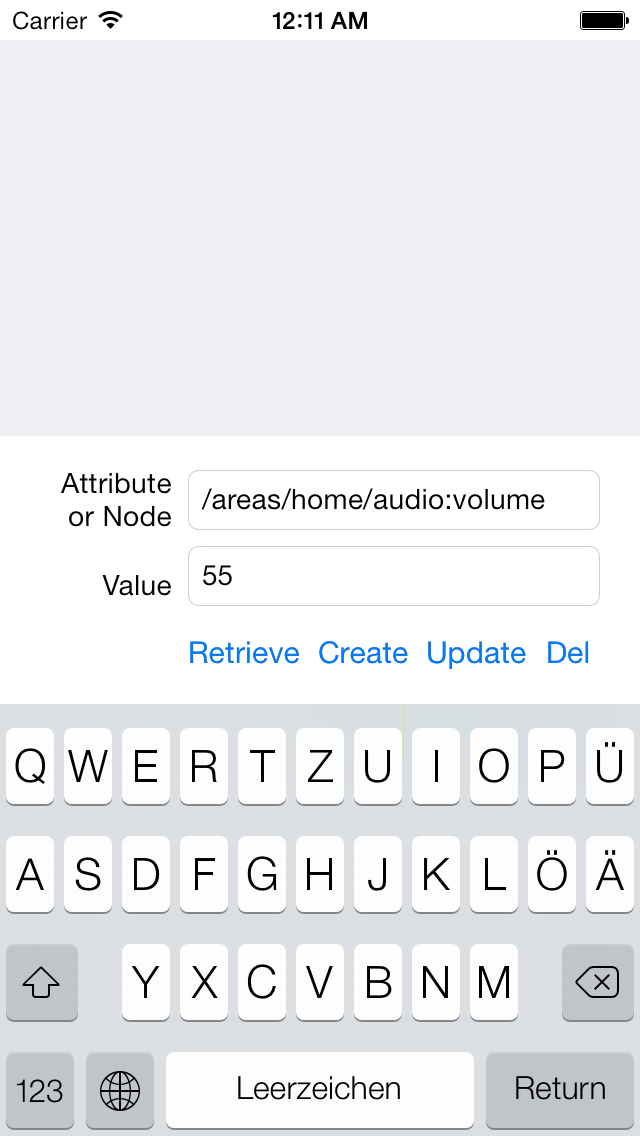 Carrier 12:11 AM
Attribute
or Node
/areas/home/audio:volume
Value
55
Retrieve Create Update Del
Q W E R T Z U I O P Ü
A S D F G H J K L Ö Ä
Y X C V B N M
123 Leerzeichen Return